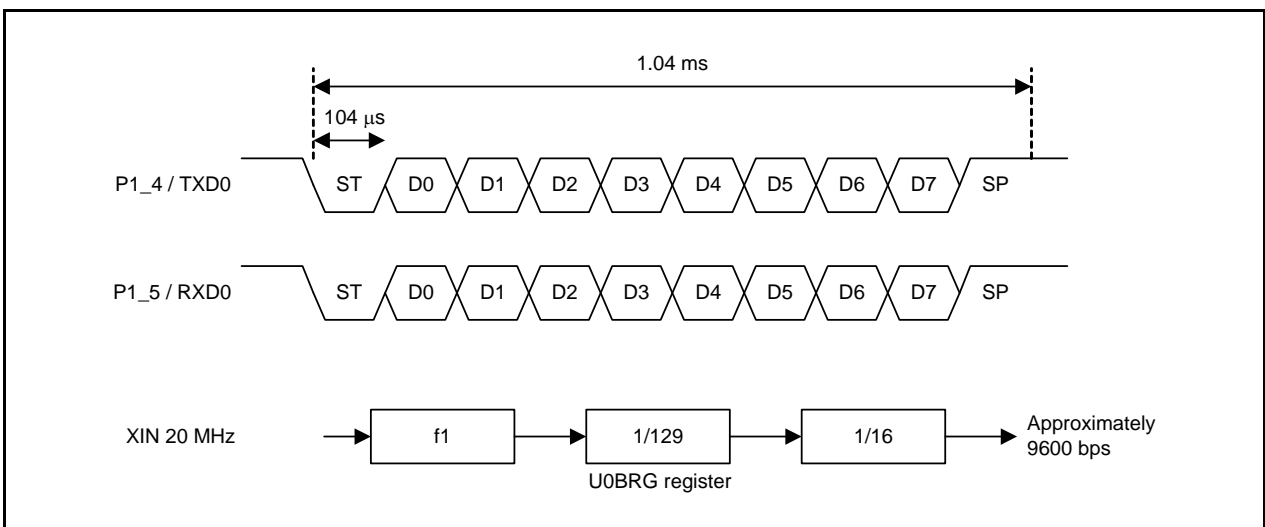 1.04 ms
104 μs
P1_4 / TXD0 ST D0 D1 D2 D3 D4 D5 D6 D7 SP
P1_5 / RXD0 ST D0 D1 D2 D3 D4 D5 D6 D7 SP
XIN 20 MHz f1 1/129 1/16 Approximately
9600 bps
U0BRG register